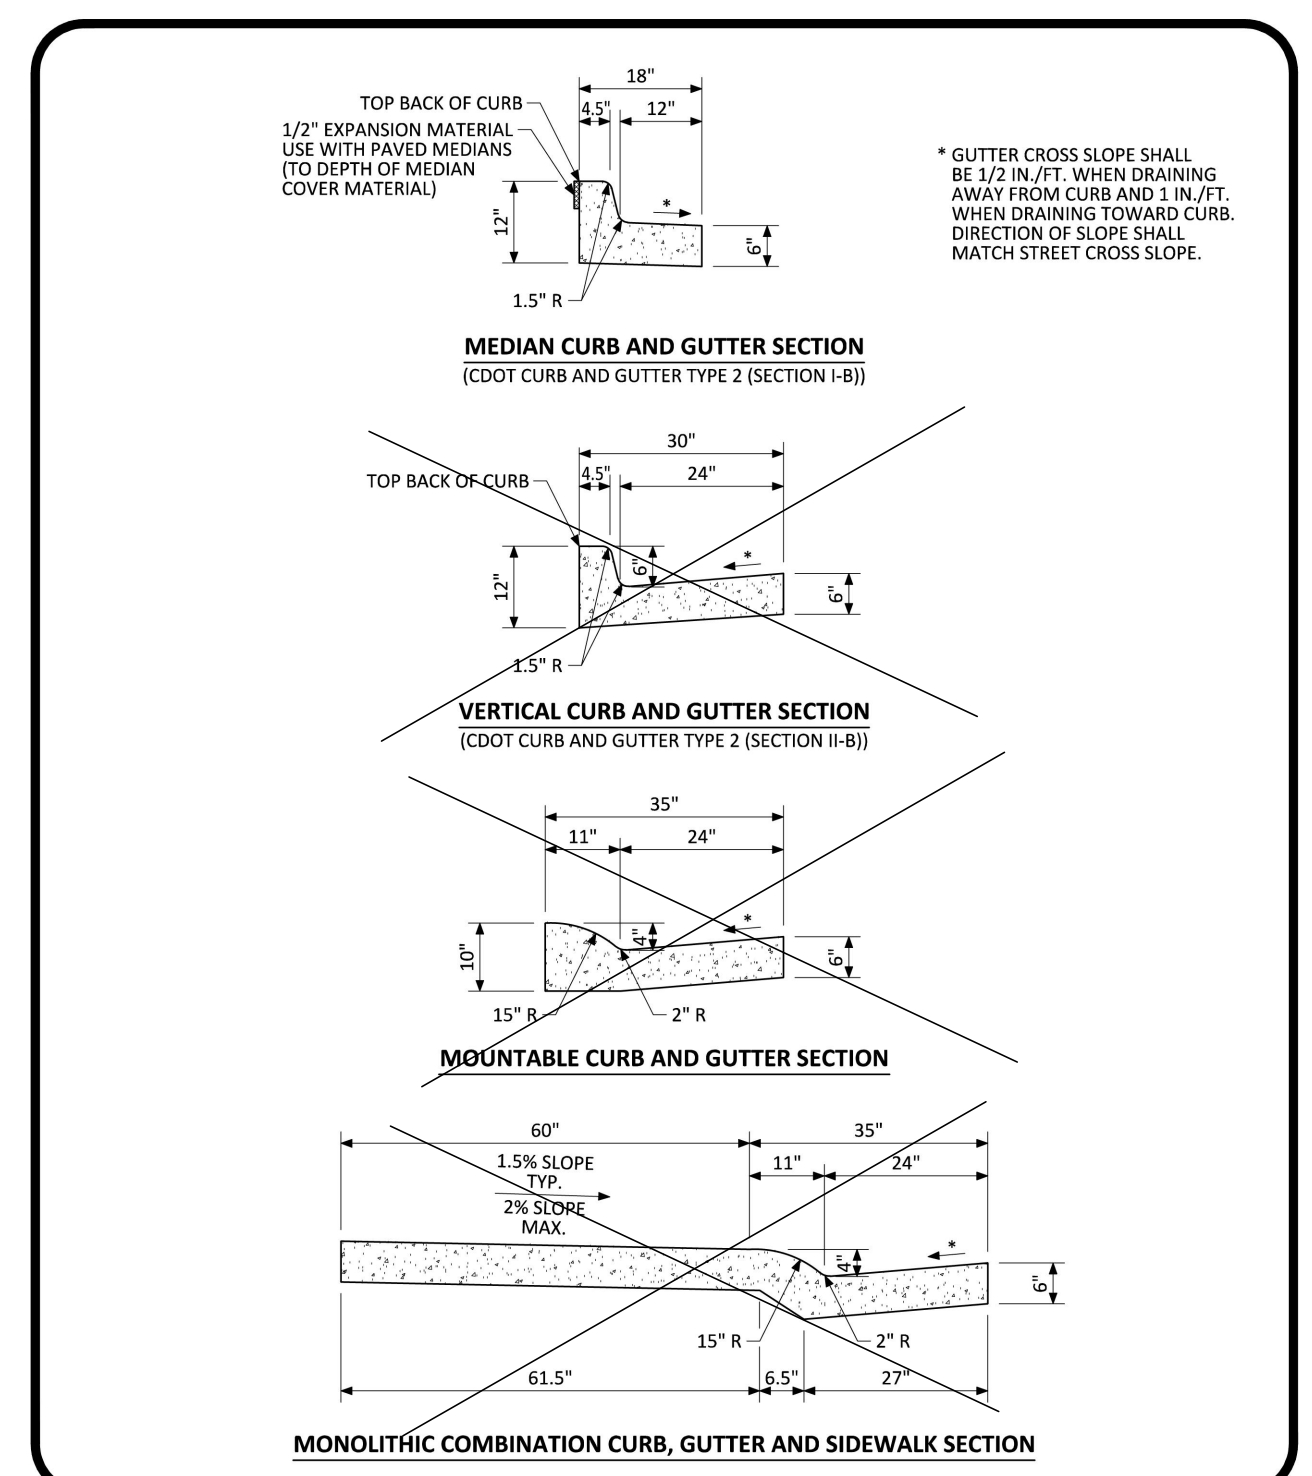 18"
TOP BACK OF CURB
4.5"
12"
1/2" EXPANSION MATERIAL
USE WITH PAVED MEDIANS
(TO DEPTH OF MEDIAN
COVER MATERIAL)
* GUTTER CROSS SLOPE SHALL
BE 1/2 IN./FT. WHEN DRAINING
AWAY FROM CURB AND 1 IN./FT.
WHEN DRAINING TOWARD CURB.
DIRECTION OF SLOPE SHALL
MATCH STREET CROSS SLOPE.
*
12"
6"
1.5" R
MEDIAN CURB AND GUTTER SECTION
(CDOT CURB AND GUTTER TYPE 2 (SECTION I-B))
30"
4.5"
24"
TOP BACK OF CURB
*
12"
6"
6"
1.5" R
VERTICAL CURB AND GUTTER SECTION
(CDOT CURB AND GUTTER TYPE 2 (SECTION II-B))
35"
11"
24"
*
10"
4"
6"
15" R
2" R
MOUNTABLE CURB AND GUTTER SECTION
60"
35"
1.5% SLOPE
TYP.
11"
24"
2% SLOPE
MAX.
*
4"
6"
15" R
2" R
61.5"
6.5"
27"
MONOLITHIC COMBINATION CURB, GUTTER AND SIDEWALK SECTION